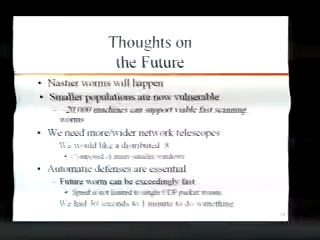 Thoughts on
the Future
• Nastier worms will happen
• Smaller populations are now vulnerable
– ~20,000 machines can support viable fast scanning
worms
• We need more/wider network telescopes
We would like a distributed /8
• Composed of many smaller windows
• Automatic defenses are essential
– Future worm can be exceedingly fast
• Speed is not limited to single UDP packet worms
We had 30 seconds to 1 minute to do something